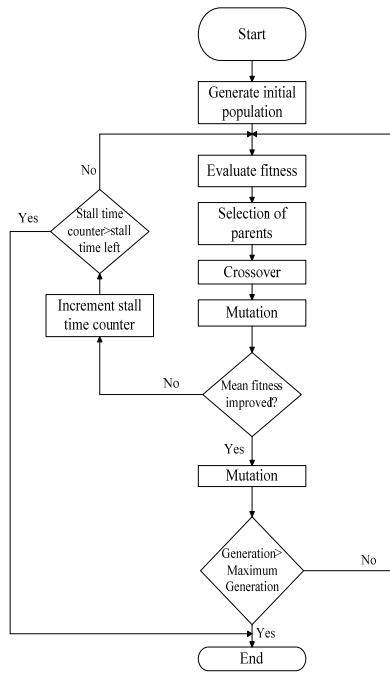 Start
Generate initial
population
No
Evaluate fitness
Yes
Stall time
counter>stall
time left
Selection of
parents
Crossover
Increment stall
time counter
Mutation
No
Mean fitness
improved?
Yes
Mutation
Generation>
Maximum
Generation
No
Yes
End